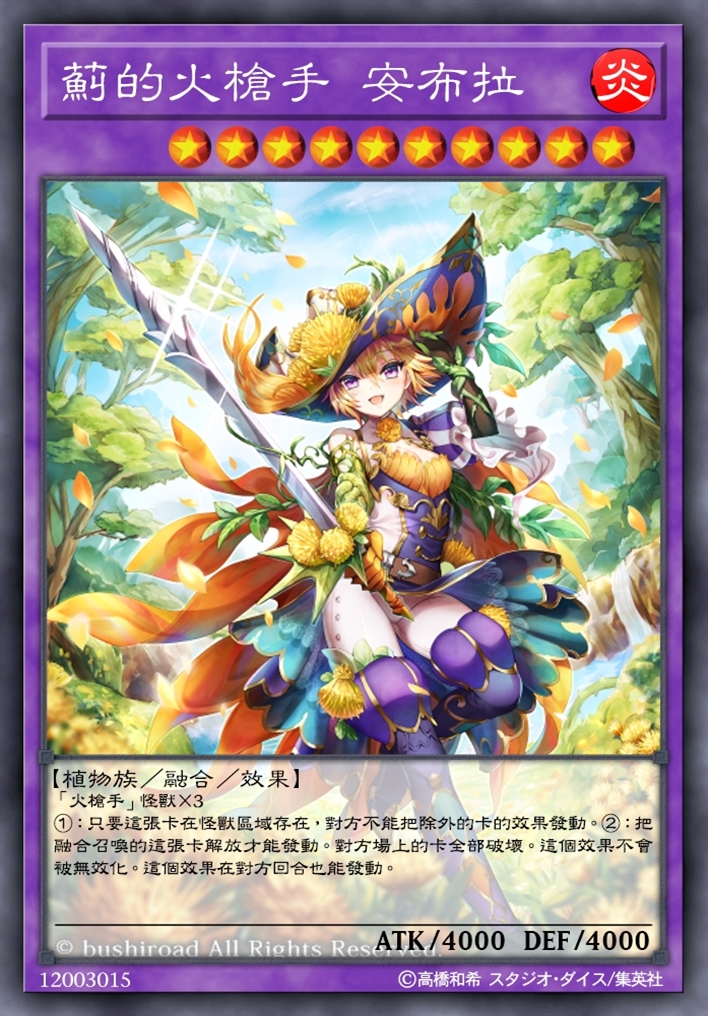 薊的火槍手 安布拉
炎
【植物族／融合／效果】
「火槍手」怪獸×3
①：只要這張卡在怪獸區域存在，對方不能把除外的卡的效果發動。②：把
融合召喚的這張卡解放才能發動。對方場上的卡全部破壞。這個效果不會
被無效化。這個效果在對方回合也能發動。
ATK/4000 DEF/4000
© bushiroad All Rights Reserved.
12003015
©高橋和希 スタジオ・ダイス/集英社